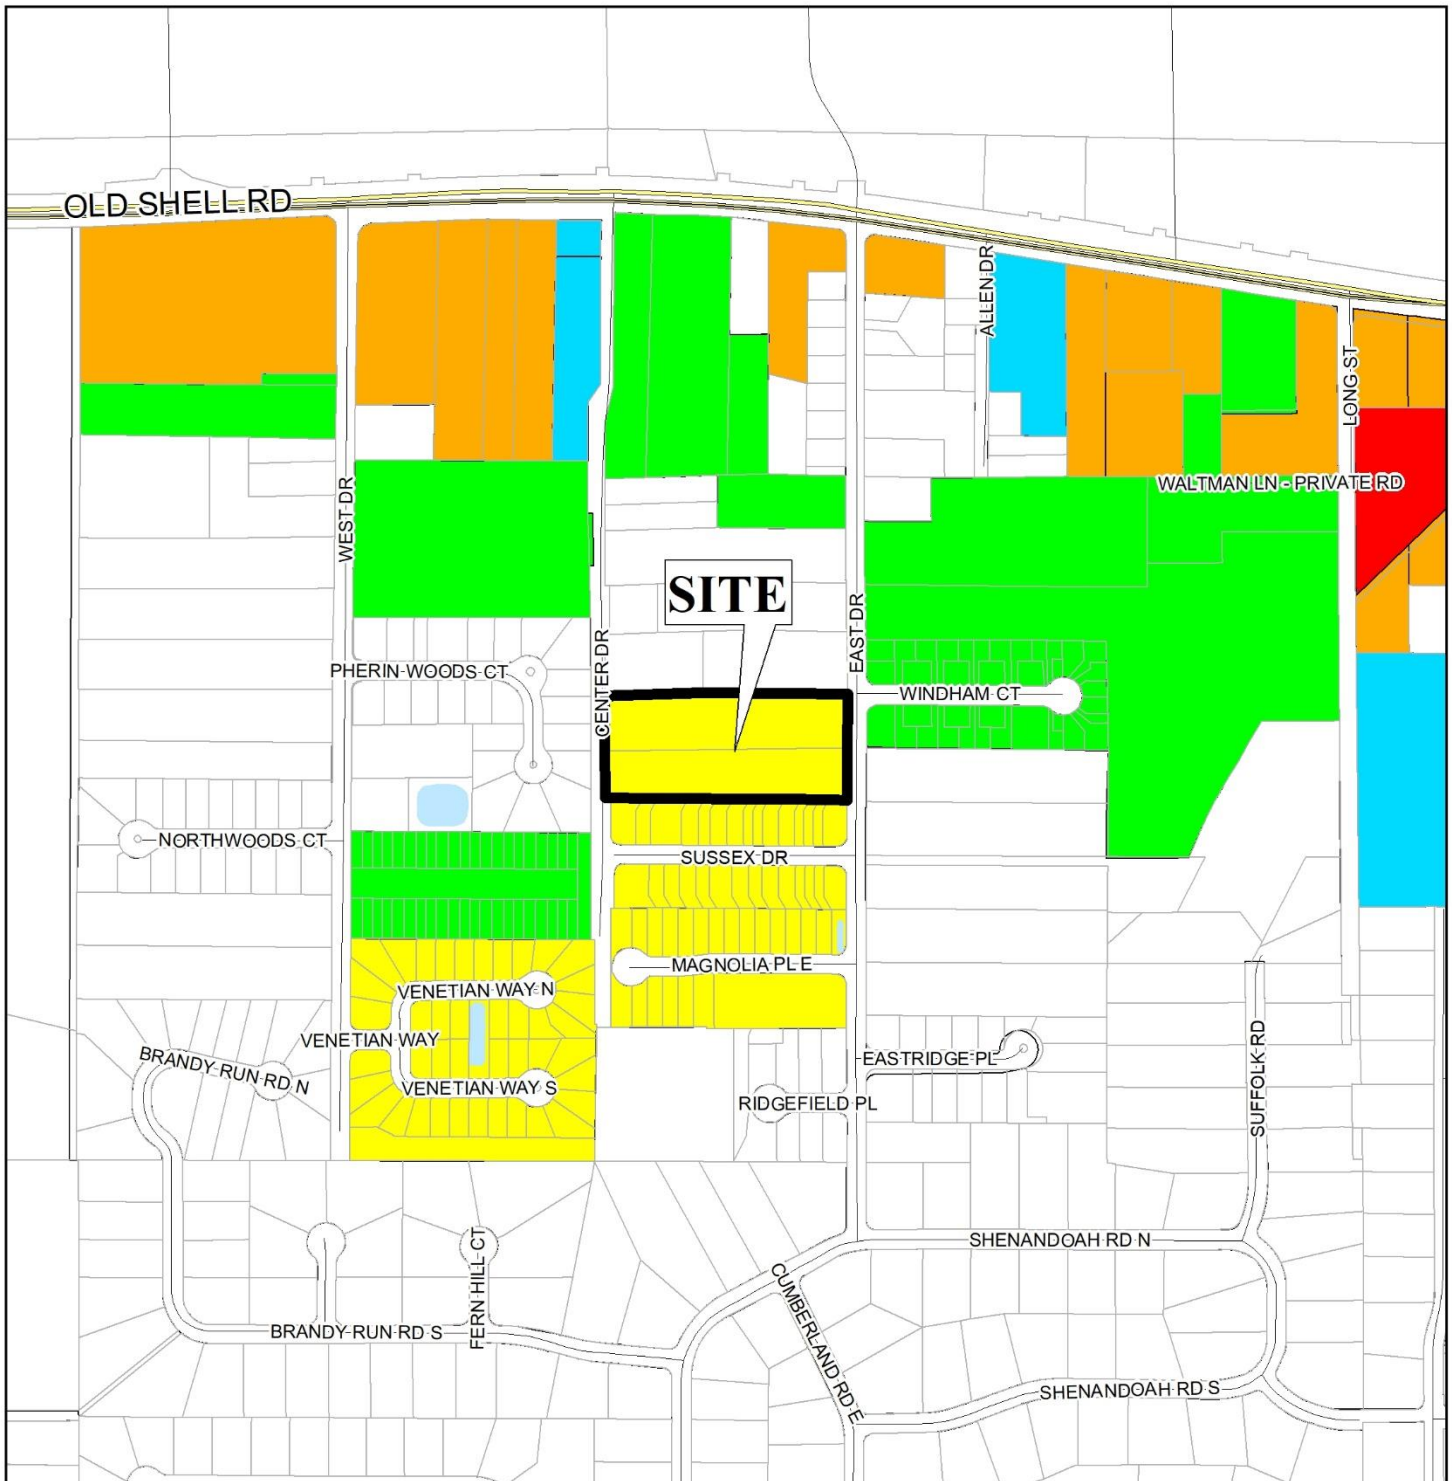 OLD SHELL RD
ALLEN DR
LONG ST
WALTMAN LN - PRIVATE RD
WEST DR
SITE
EAST DR
CENTER DR
PHERIN WOODS CT
WINDHAM CT
NORTHWOODS CT
SUSSEX DR
MAGNOLIA PL E
VENETIAN WAY N
VENETIAN WAY
BRANDY RUN RD N
VENETIAN WAY S
EASTRIDGE PL
RIDGEFIELD PL
SUFFOLK RD
SHENANDOAH RD N
FERN HILL CT
CUMBERLAND RD E
BRANDY RUN RD S
SHENANDOAH RD S